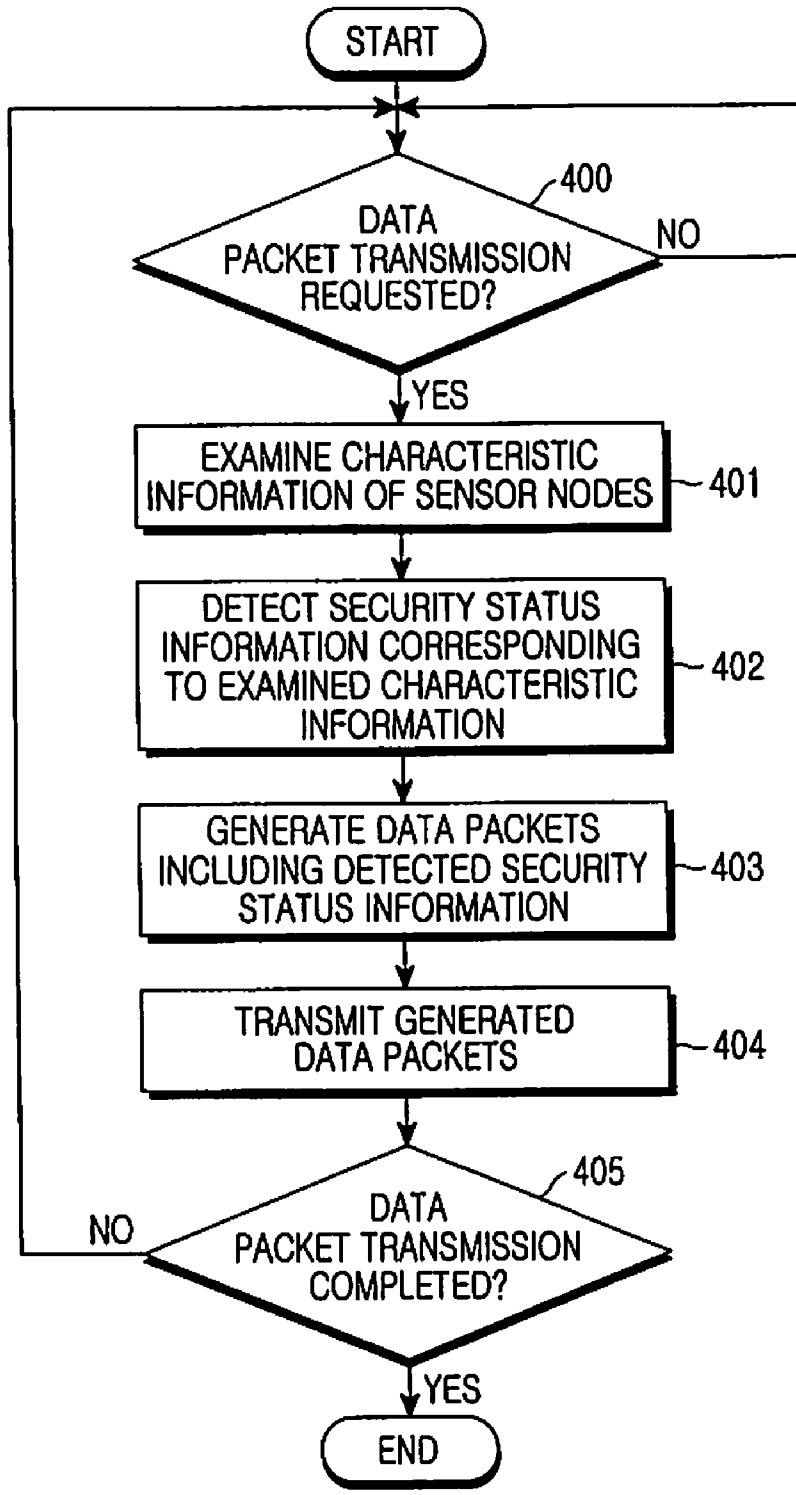 START
400
DATA
PACKET TRANSMISSION
REQUESTED?
NO
YES
EXAMINE CHARACTERISTIC
INFORMATION OF SENSOR NODES
401
DETECT SECURITY STATUS
INFORMATION CORRESPONDING
TO EXAMINED CHARACTERISTIC
INFORMATION
402
GENERATE DATA PACKETS
INCLUDING DETECTED SECURITY
STATUS INFORMATION
403
TRANSMIT GENERATED
DATA PACKETS
404
405
DATA
PACKET TRANSMISSION
COMPLETED?
NO
YES
END